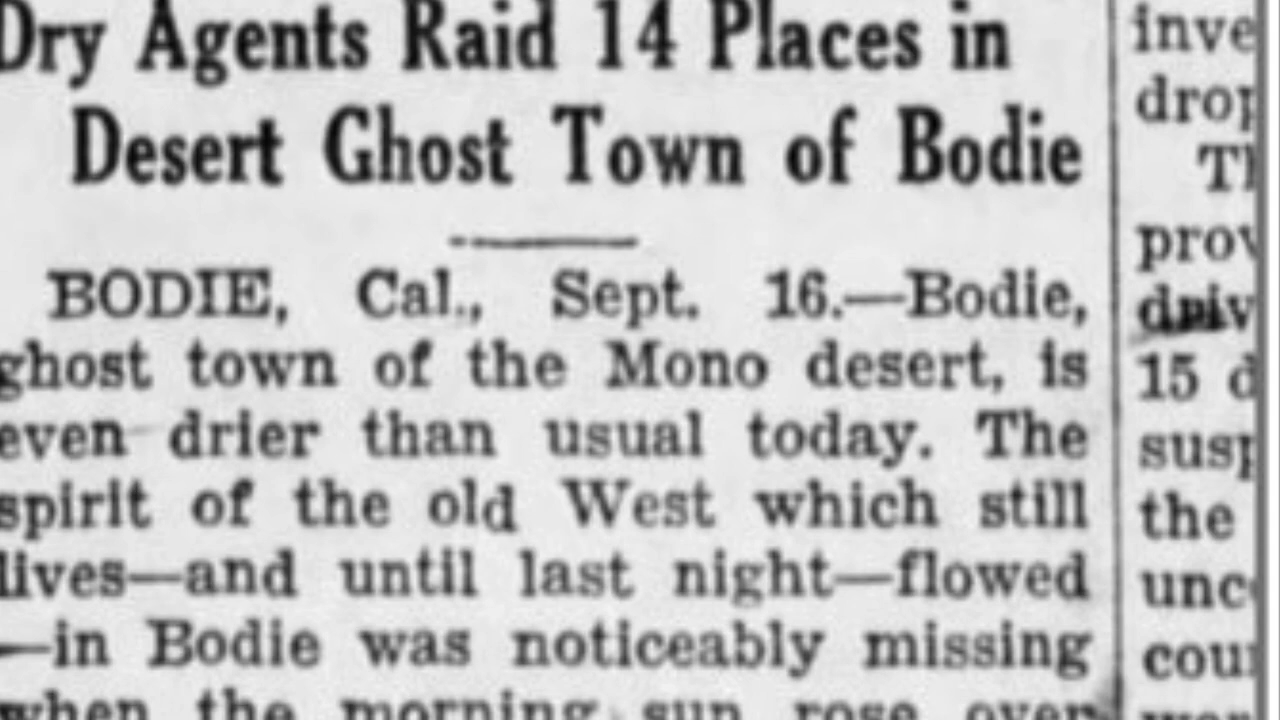 Dry Agents Raid 14 Places in
Desert Ghost Town of Bodie
BODIE, Cal., Sept. 16.—Bodie,
ghost town of the Mono desert, is
even drier than usual today. The
spirit of the old West which still
lives—and until last night—flowed
—in Bodie was noticeably missing
when the morning sun rose over
inve
drop
Th
prov
driv
15 d
susp
the
unc
cou